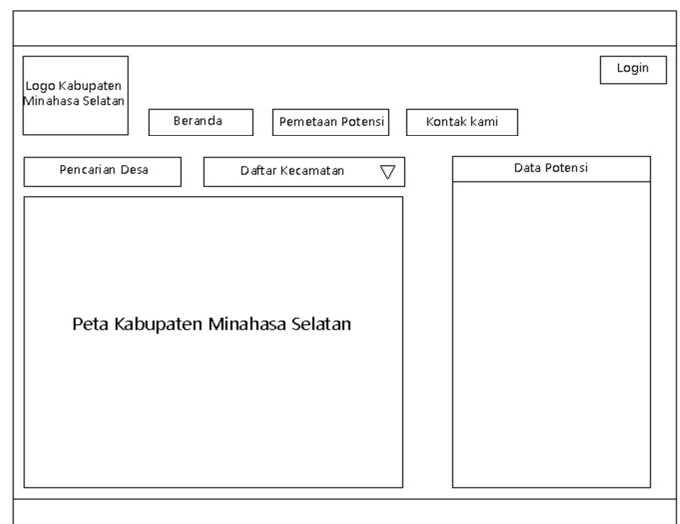 Logo Kabupaten
Minahasa Selatan
Login
Beranda
Pemetaan Potensi
Kontak kami
Pencarian Desa
Daftar Kecamatan
Data Potensi
Peta Kabupaten Minahasa Selatan